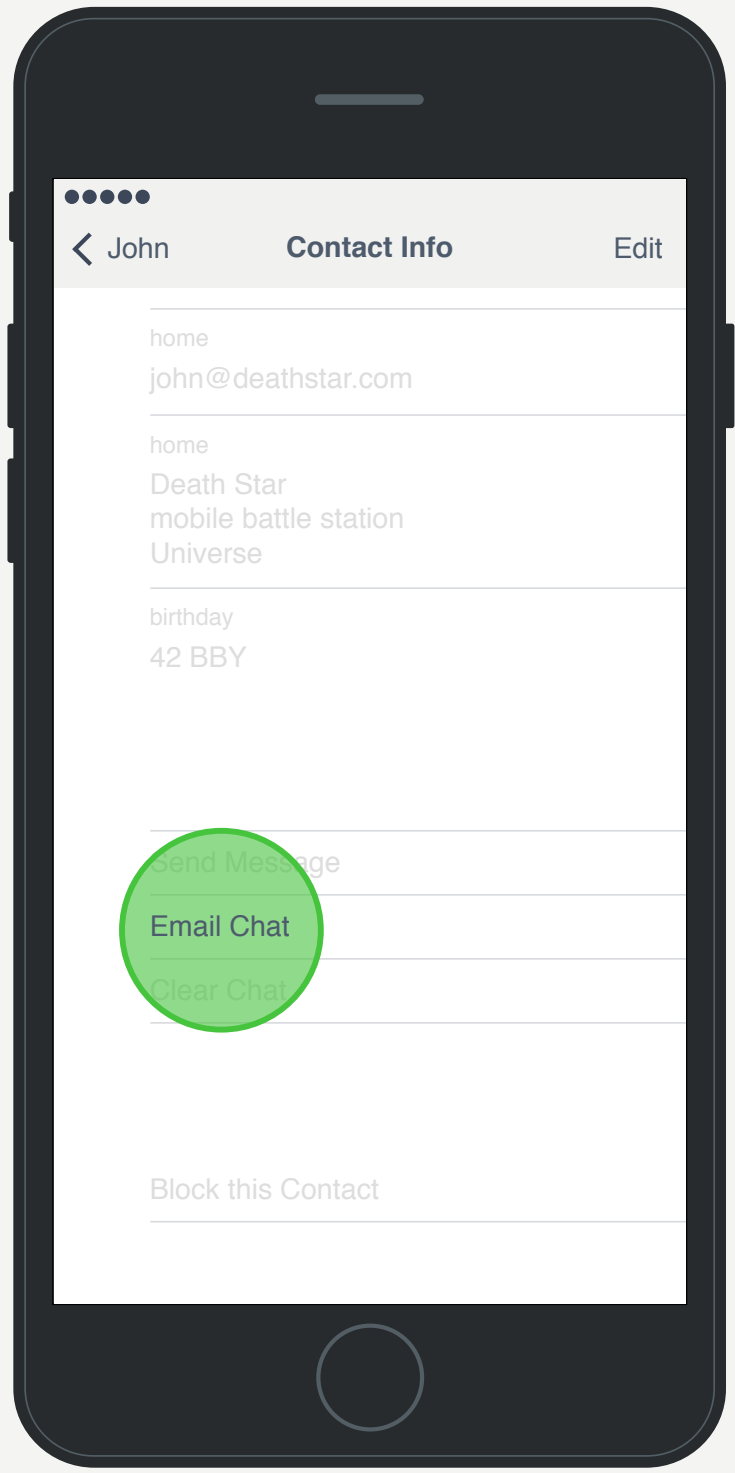 John Contact Info Edit
home
john@deathstar.com
home
Death Star
mobile battle station
Universe
birthday
42 BBY
Send Message
Email Chat
Clear Chat
Block this Contact